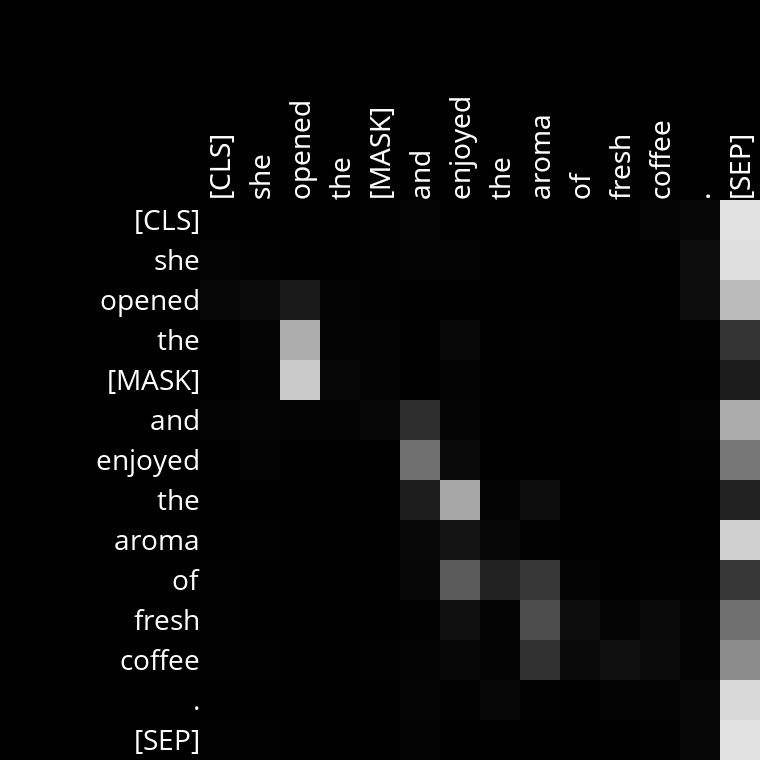 [CLS] she opened the [MASK] and enjoyed the aroma of fresh coffee . [SEP]
[CLS]
she
opened
the
[MASK]
and
enjoyed
the
aroma
of
fresh
coffee
.
[SEP]